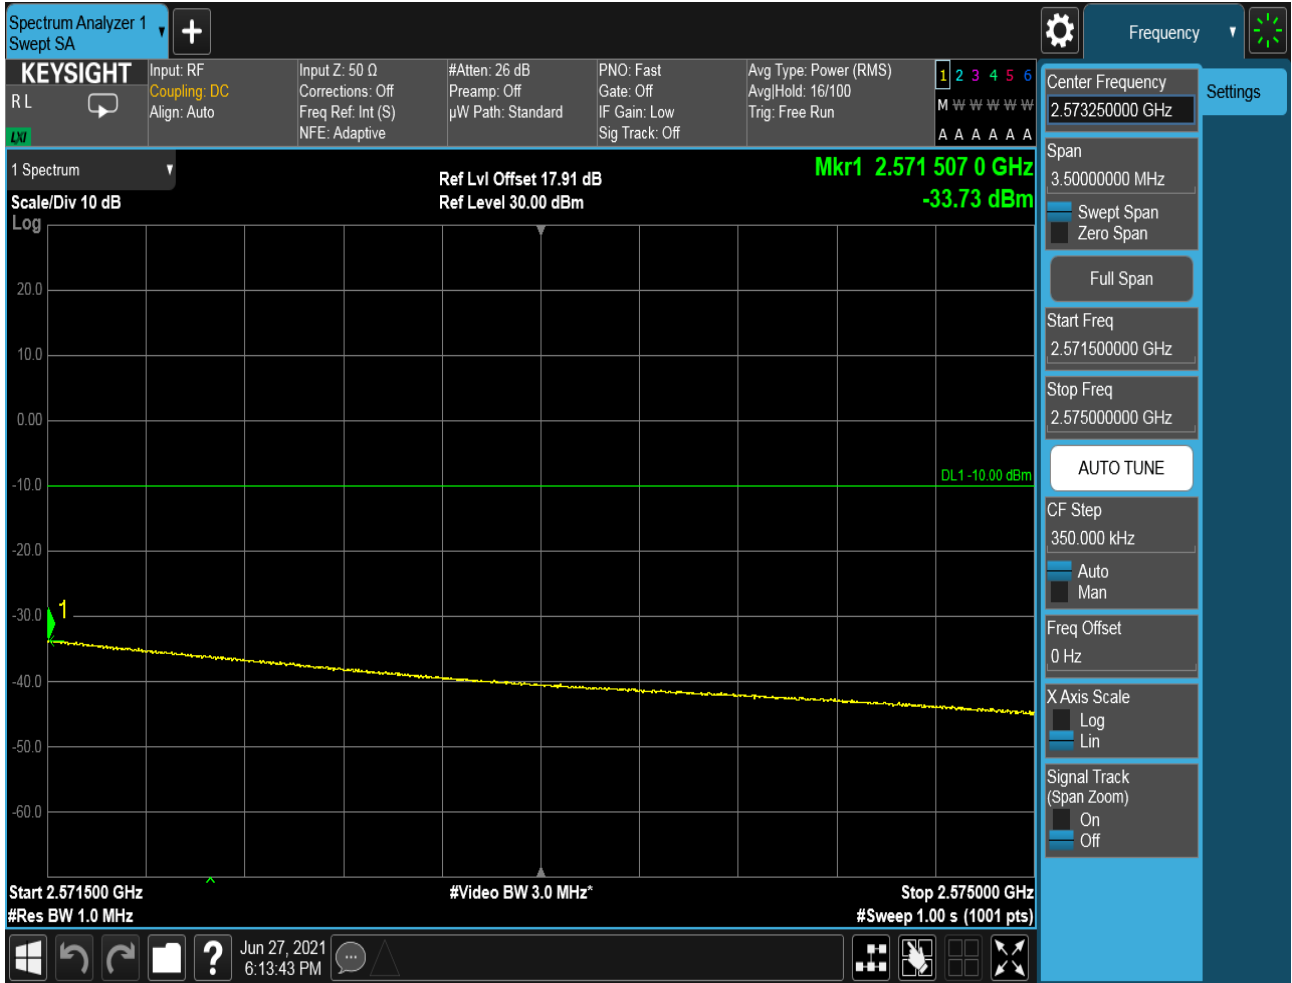 Spectrum Analyzer 1
Swept SA
Frequency
KEYSIGHT
R L
LXI
Input: RF
Coupling: DC
Align: Auto
Input Z: 50 Ω
Corrections: Off
Freq Ref: Int (S)
NFE: Adaptive
#Atten: 26 dB
Preamp: Off
µW Path: Standard
PNO: Fast
Gate: Off
IF Gain: Low
Sig Track: Off
Avg Type: Power (RMS)
Avg|Hold: 16/100
Trig: Free Run
1 2 3 4 5 6
M W W W W W
A A A A A A
1 Spectrum
Scale/Div 10 dB
Log
Ref Lvl Offset 17.91 dB
Ref Level 30.00 dBm
Mkr1 2.571 507 0 GHz
-33.73 dBm
20.0
10.0
0.00
-10.0
-20.0
-30.0
-40.0
-50.0
-60.0
DL1 -10.00 dBm
1
Start 2.571500 GHz
#Res BW 1.0 MHz
#Video BW 3.0 MHz*
Stop 2.575000 GHz
#Sweep 1.00 s (1001 pts)
Center Frequency
2.573250000 GHz
Span
3.50000000 MHz
Swept Span
Zero Span
Full Span
Start Freq
2.571500000 GHz
Stop Freq
2.575000000 GHz
AUTO TUNE
CF Step
350.000 kHz
Auto
Man
Freq Offset
0 Hz
X Axis Scale
Log
Lin
Signal Track
(Span Zoom)
On
Off
Settings
?
Jun 27, 2021
6:13:43 PM